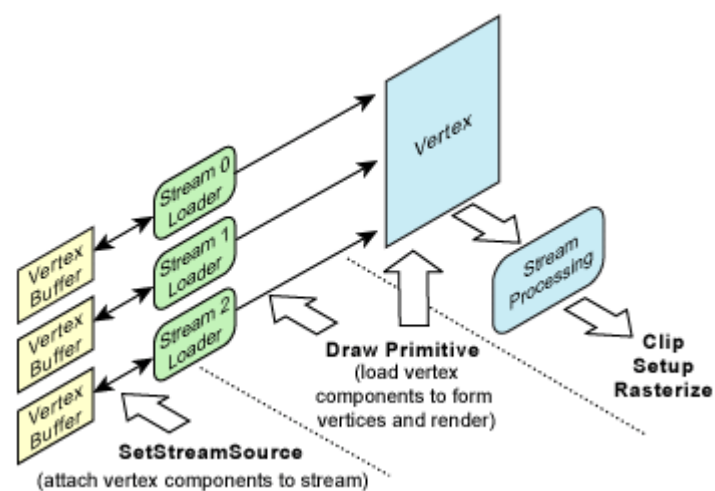 Vertex
Stream 0
Loader
Stream 1
Loader
Stream 2
Loader
Vertex
Buffer
Vertex
Buffer
Vertex
Buffer
Stream
Processing
Clip
Setup
Rasterize
Draw Primitive
(load vertex
components to form
vertices and render)
SetStreamSource
(attach vertex components to stream)